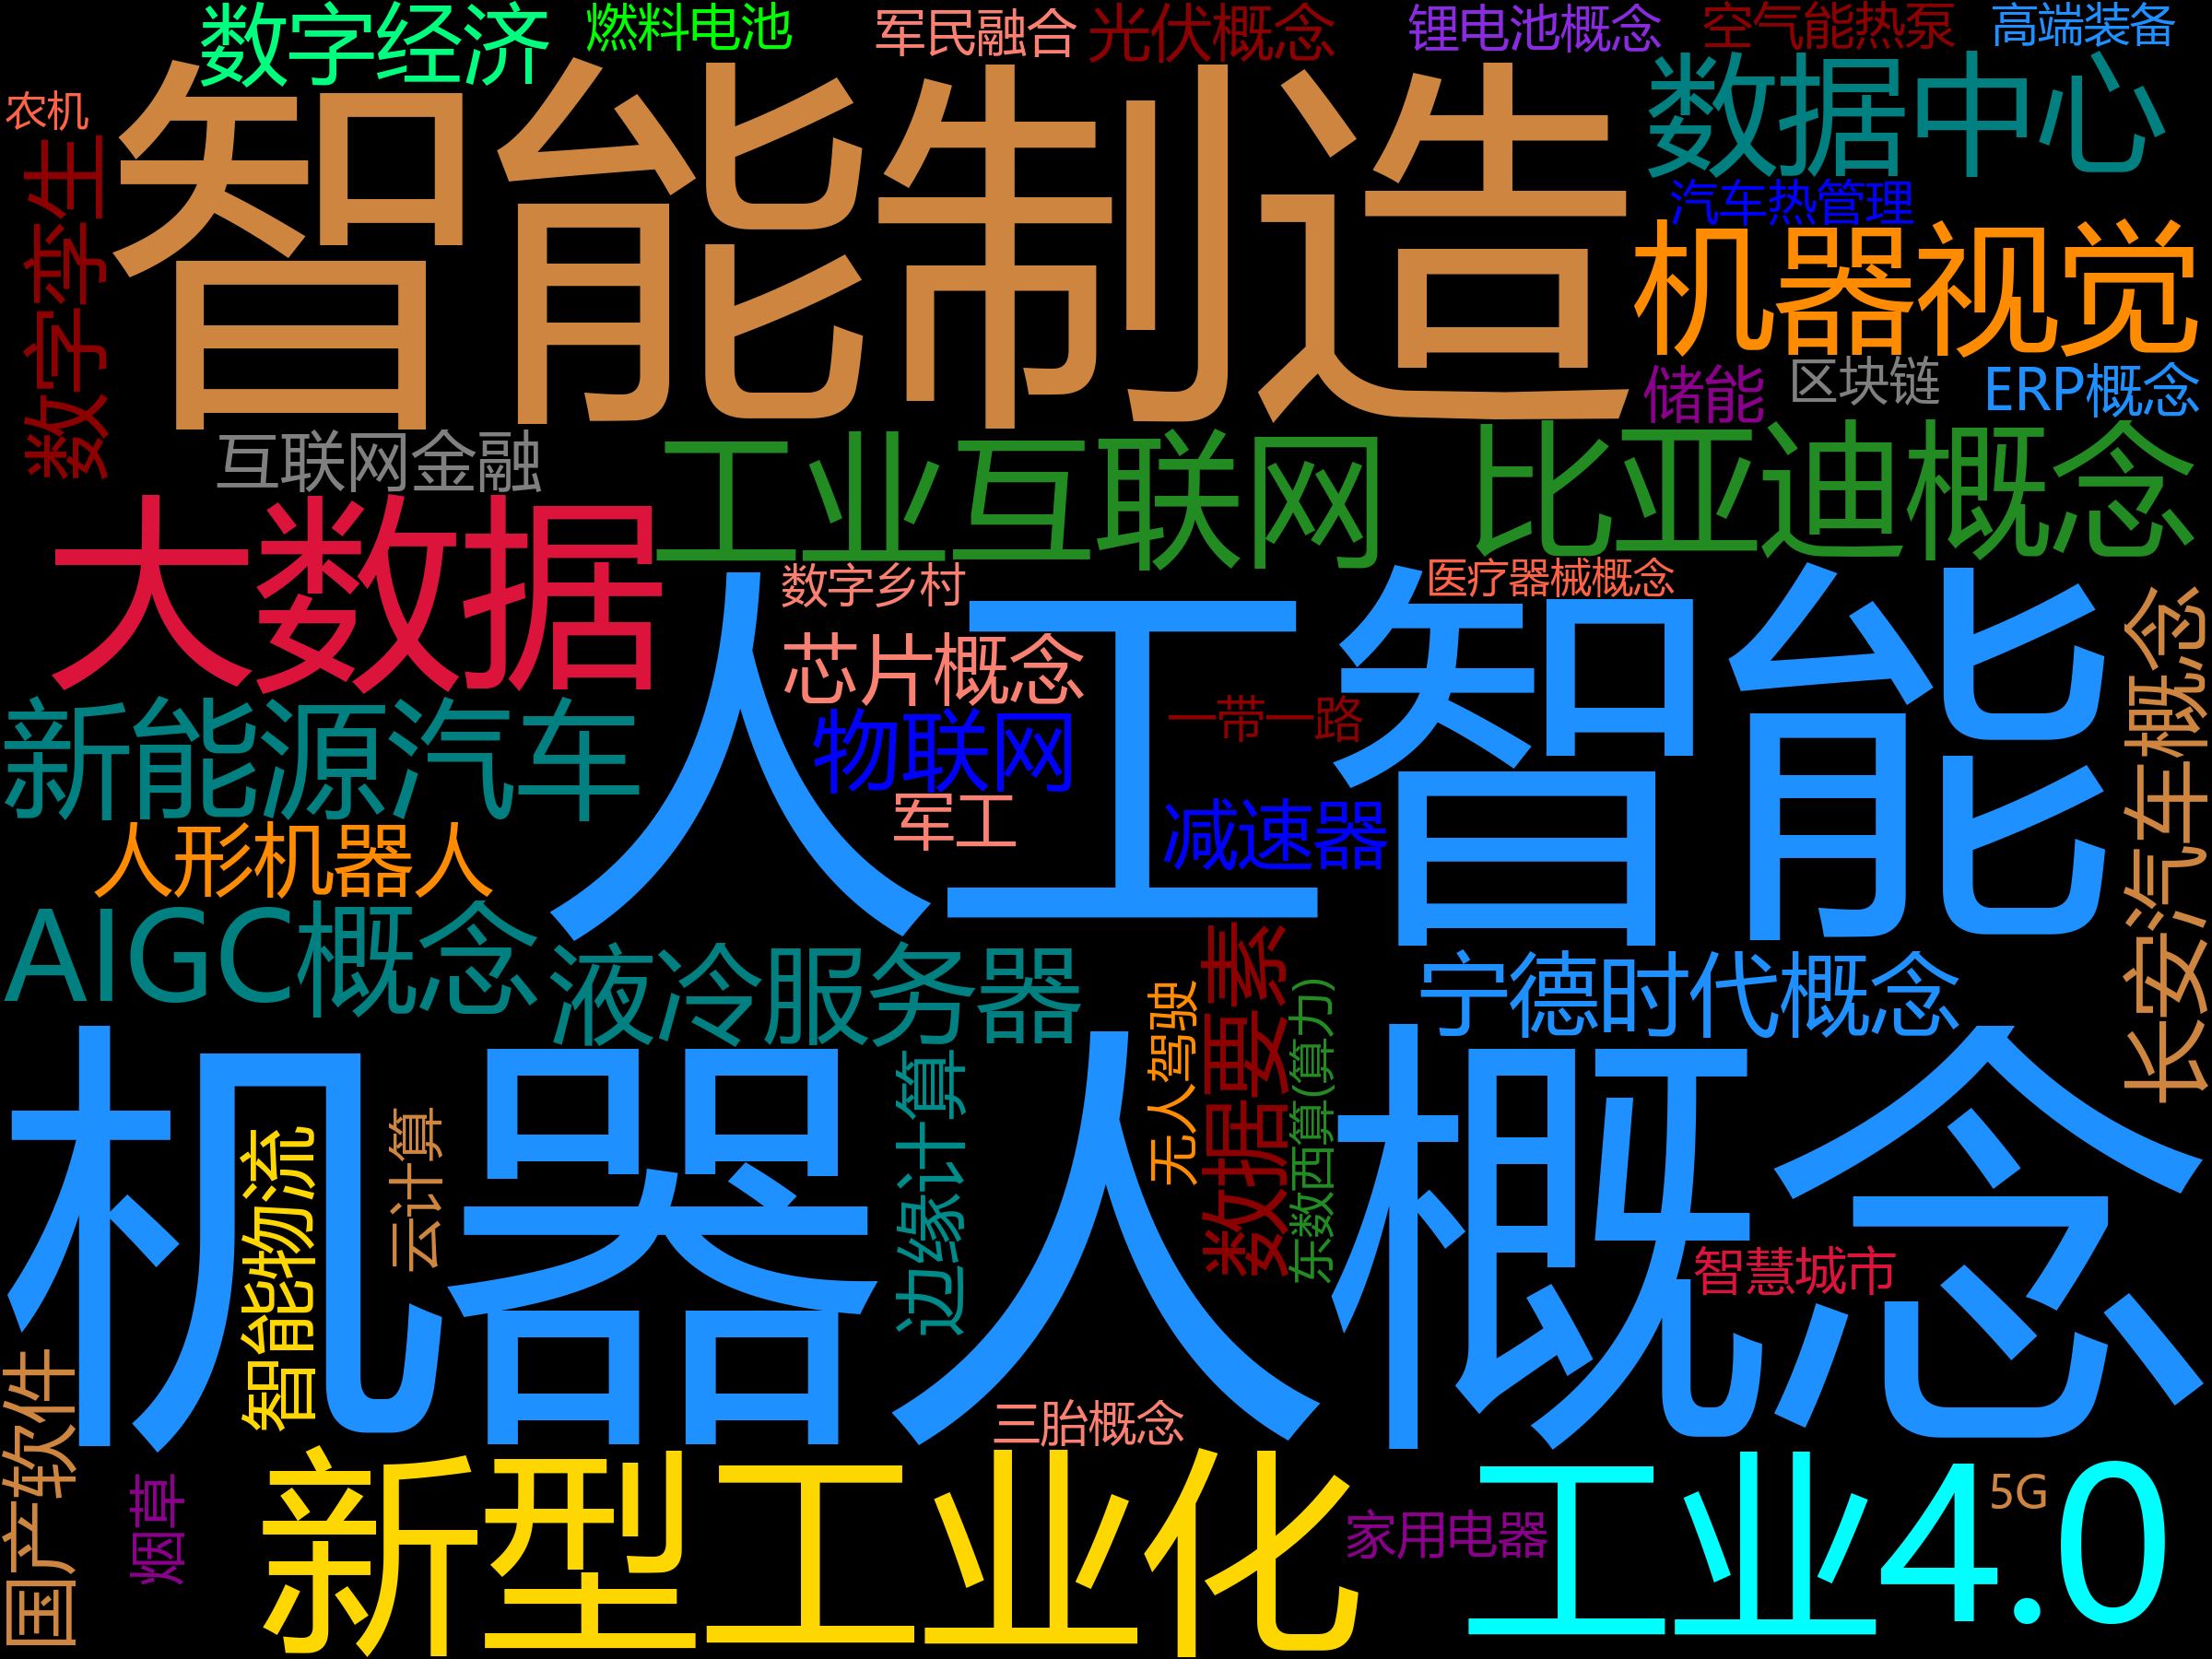 数字经济
燃料电池
军民融合
光伏概念
锂电池概念
空气能热泵
高端装备
农机
智能制造
数据中心
数字孪生
汽车热管理
机器视觉
储能
区块链
ERP概念
互联网金融
工业互联网
比亚迪概念
大数据
数字乡村
医疗器械概念
人工智能
芯片概念
长安汽车概念
新能源汽车
一带一路
物联网
军工
减速器
人形机器人
AIGC概念
液冷服务器
宁德时代概念
无人驾驶
数据要素
东数西算(算力)
机器人概念
边缘计算
云计算
智能物流
智慧城市
国产软件
三胎概念
烟草
新型工业化
家用电器
工业4.0
5G